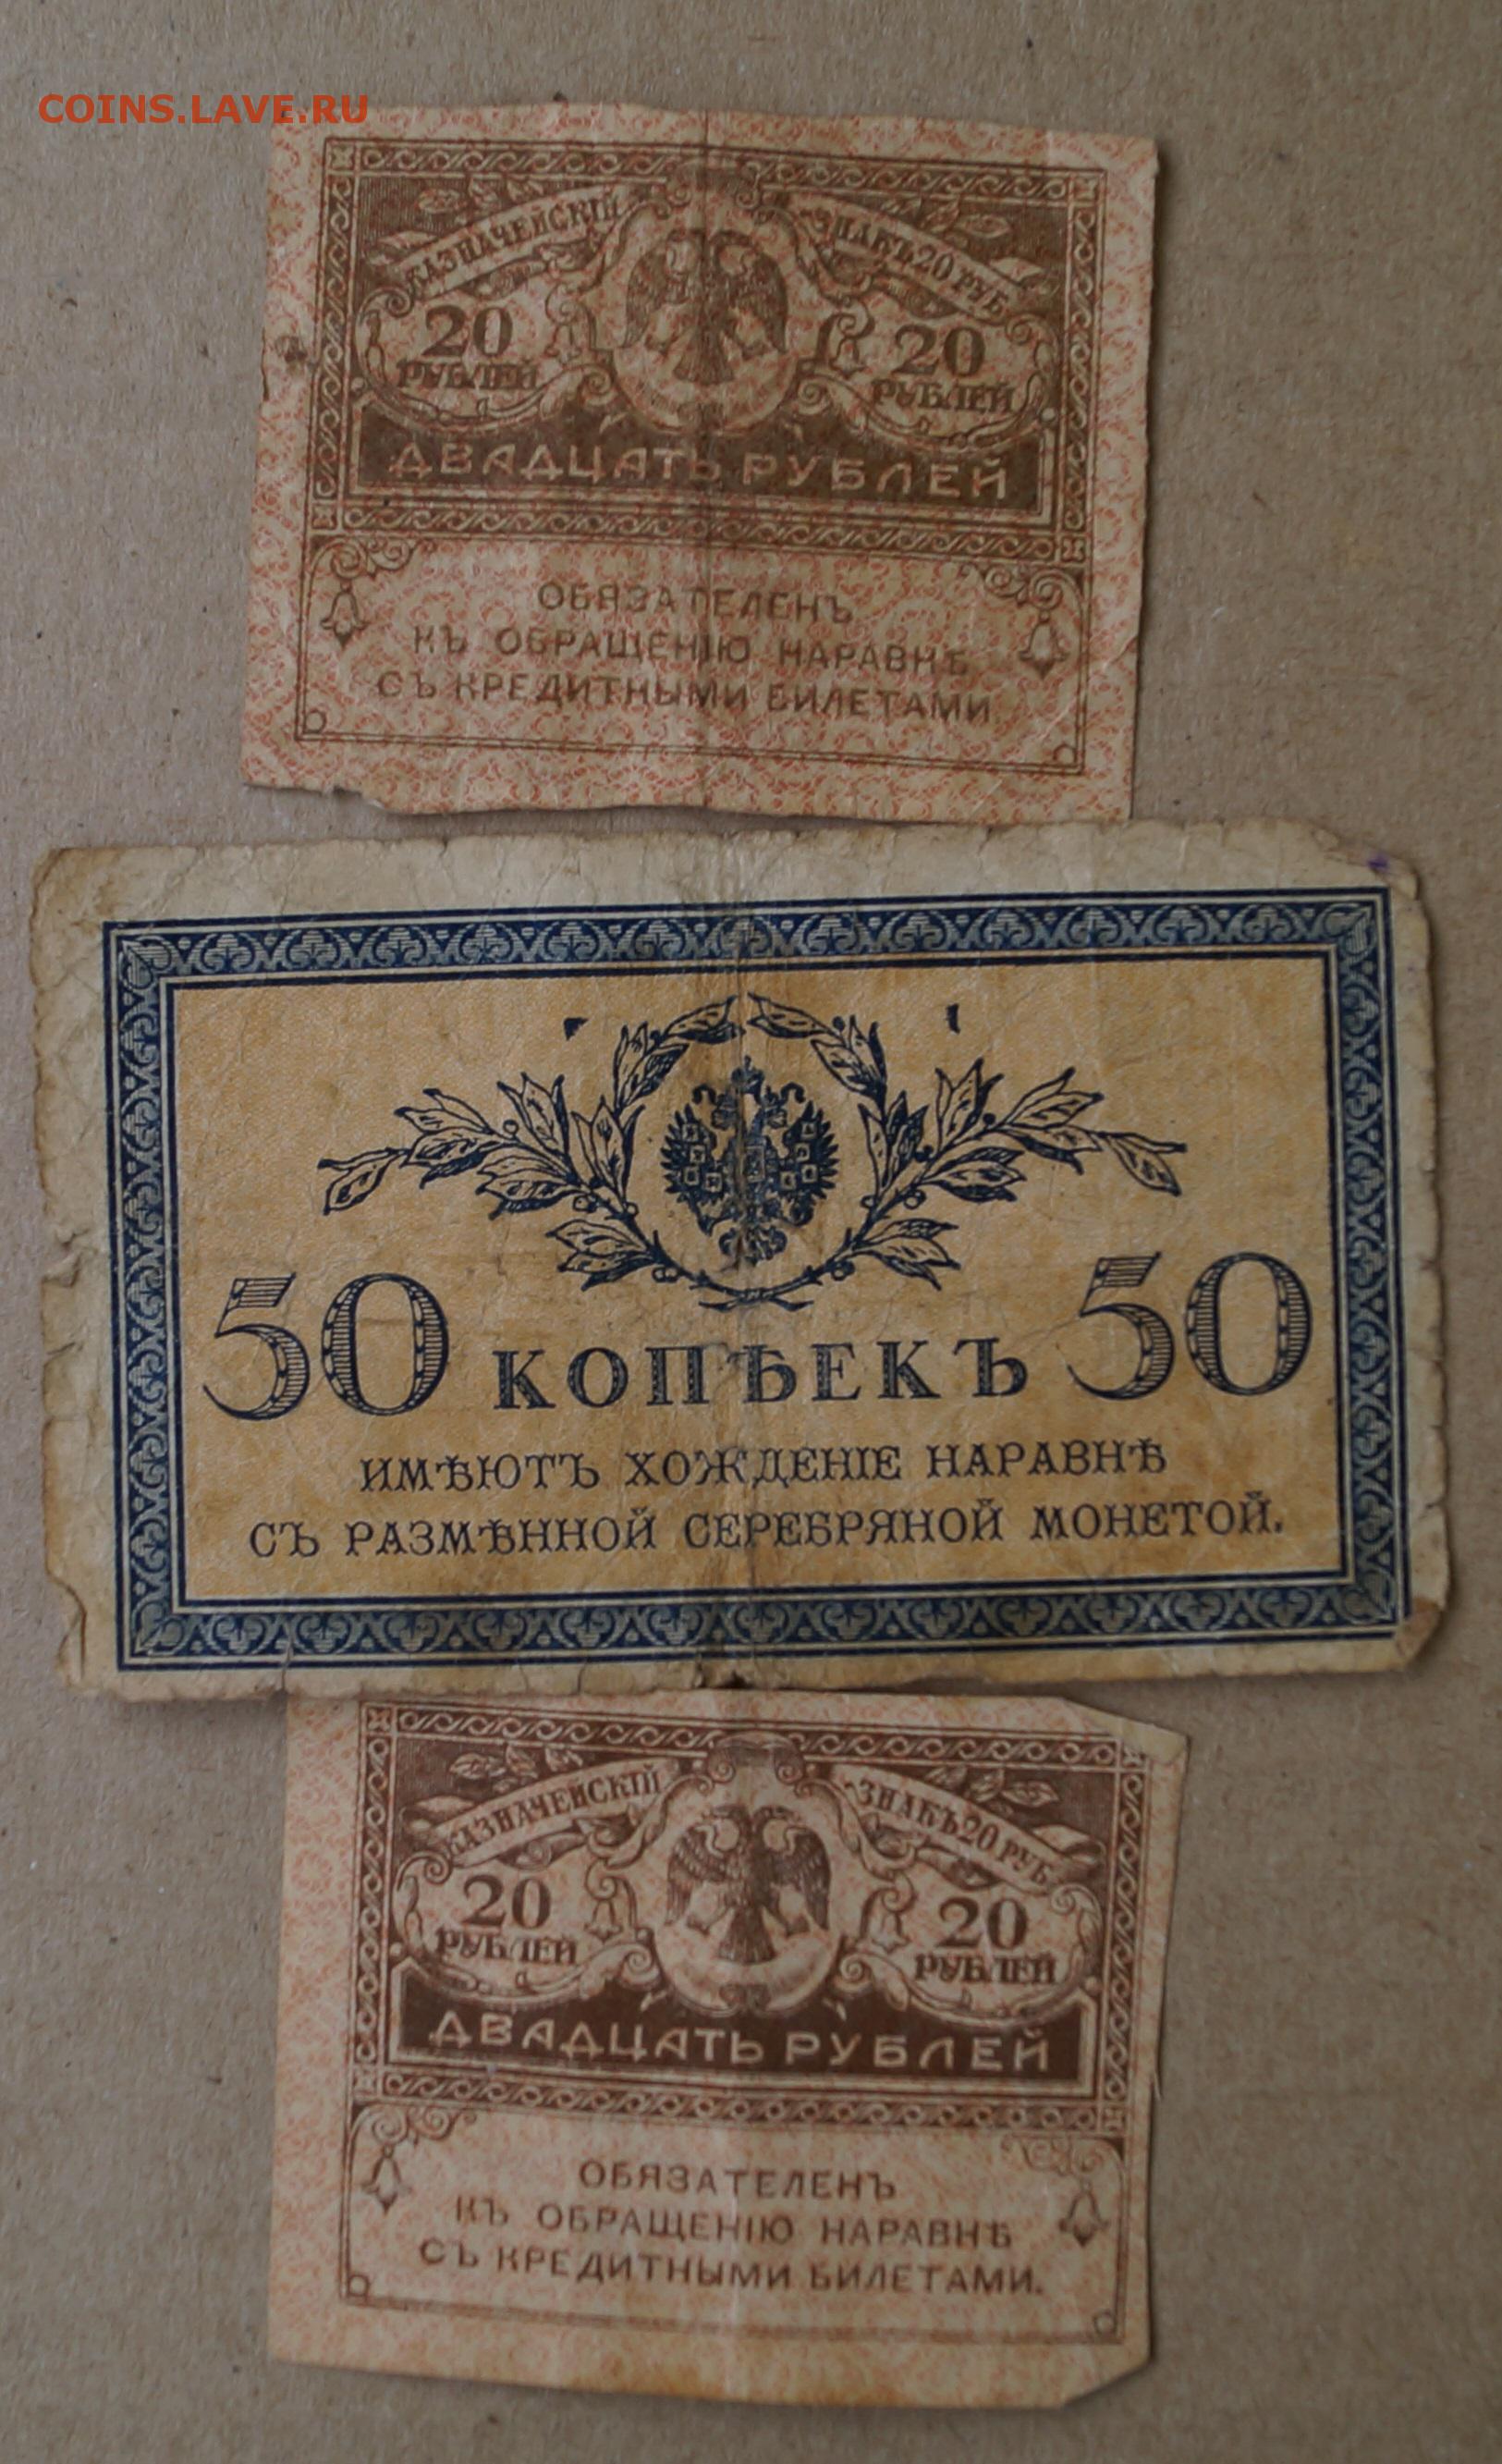 COINS.LAVE.RU
КАЗНАЧЕЙСКІЙ ЗНАКЪ 20 РУБ
20 РУБЛЕЙ
20 РУБЛЕЙ
ДВАДЦАТЬ РУБЛЕЙ
ОБЯЗАТЕЛЕНЪ
КЪ ОБРАЩЕНІЮ НАРАВНѢ
СЪ КРЕДИТНЫМИ БИЛЕТАМИ.
50 КОПѢЕКЪ 50
ИМѢЮТЪ ХОЖДЕНІЕ НАРАВНѢ
СЪ РАЗМѢННОЙ СЕРЕБРЯНОЙ МОНЕТОЙ.
КАЗНАЧЕЙСКІЙ ЗНАКЪ 20 РУБ.
20 РУБЛЕЙ
20 РУБЛЕЙ
ДВАДЦАТЬ РУБЛЕЙ
ОБЯЗАТЕЛЕНЪ
КЪ ОБРАЩЕНІЮ НАРАВНѢ
СЪ КРЕДИТНЫМИ БИЛЕТАМИ.